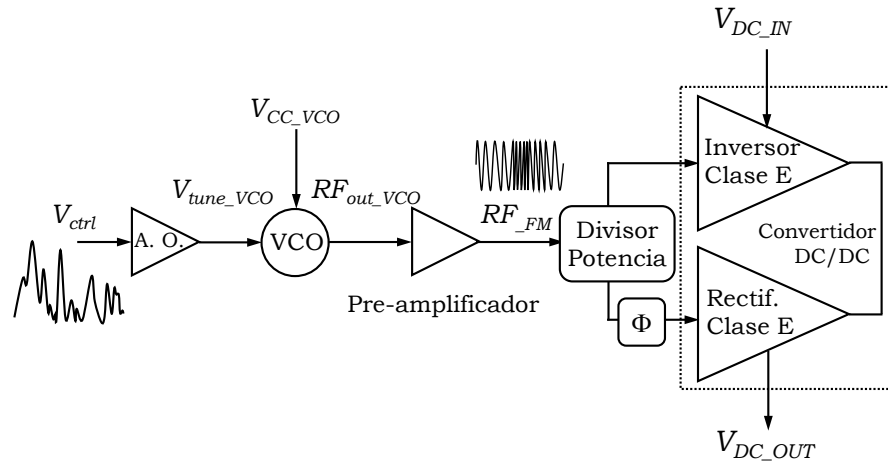 V_DC_IN
V_CC_VCO
Inversor
Clase E
V_tune_VCO
RF_out_VCO
V_ctrl
RF_FM
A. O.
VCO
Divisor
Potencia
Convertidor
DC/DC
Pre-amplificador
Φ
Rectif.
Clase E
V_DC_OUT